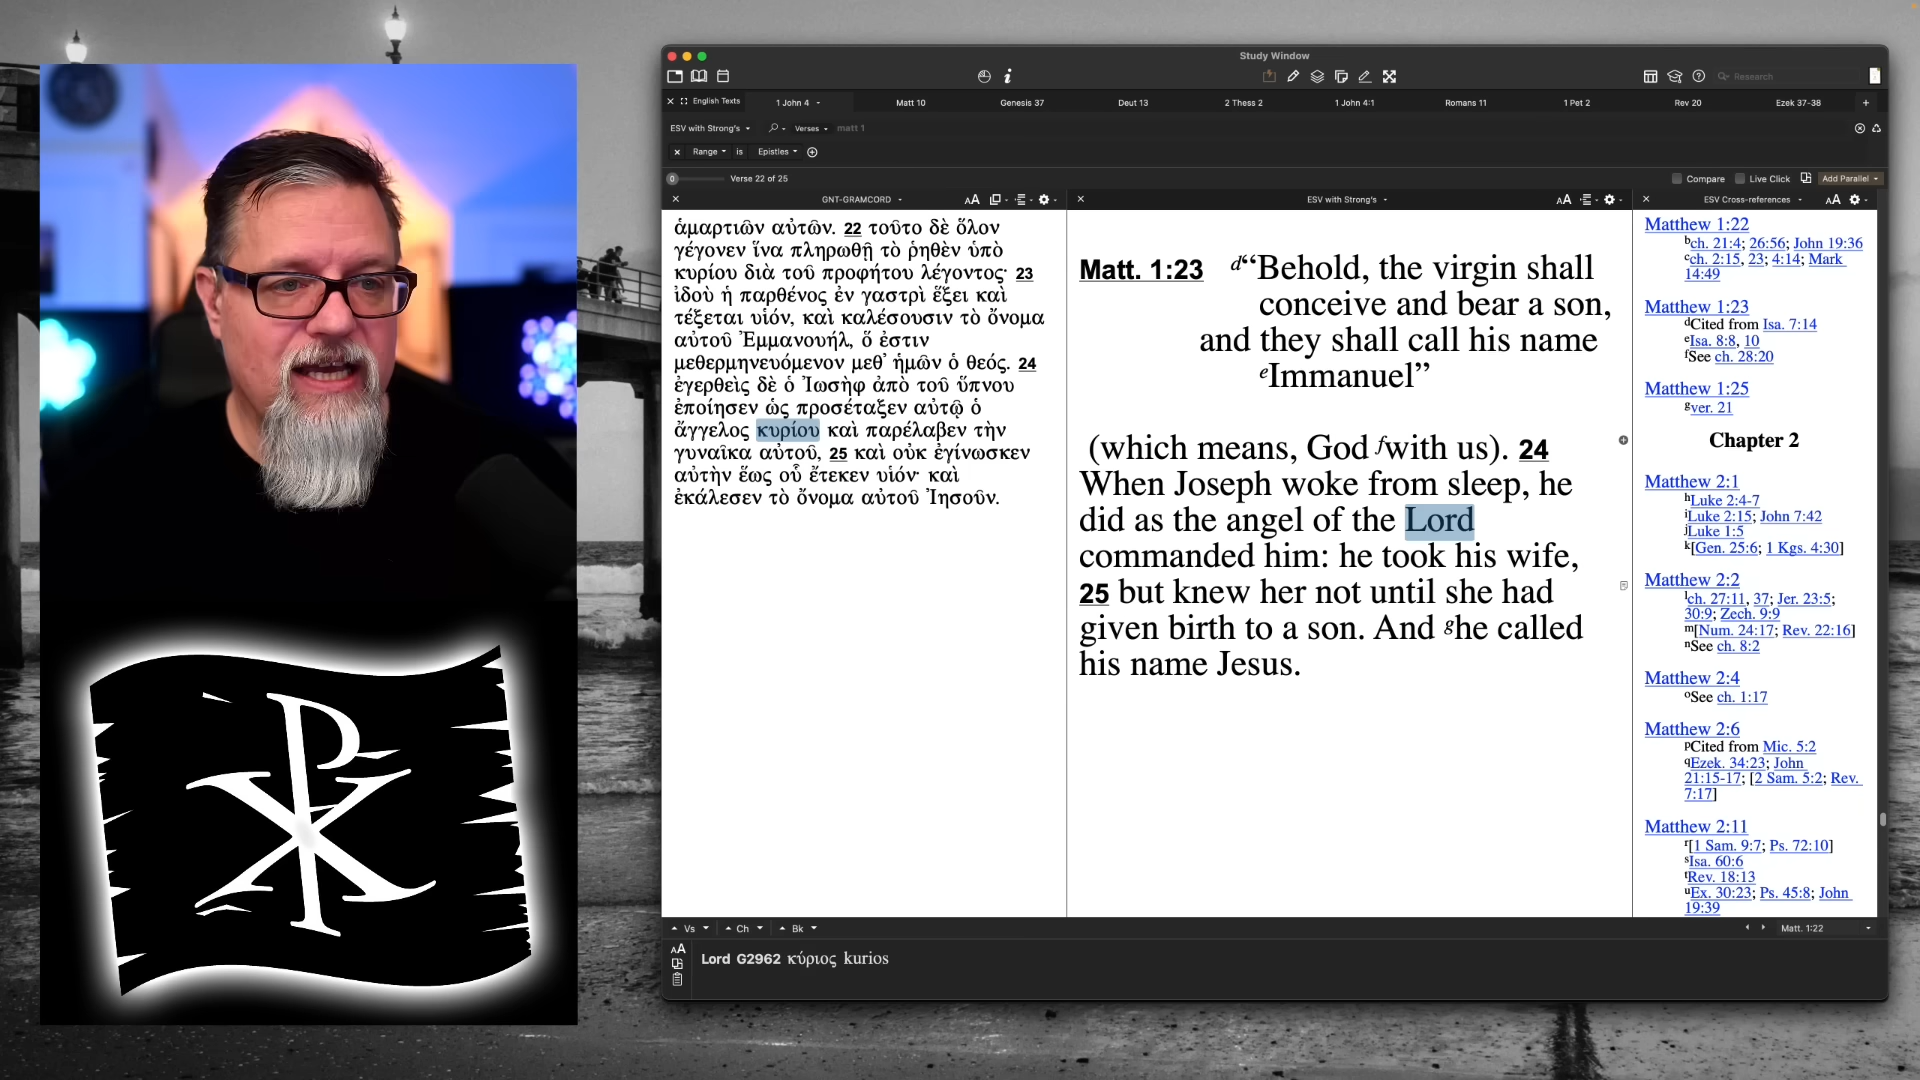 Study Window
Research
English Texts
1 John 4
Matt 10
Genesis 37
Deut 13
2 Thess 2
1 John 4:1
Romans 11
1 Pet 2
Rev 20
Ezek 37-38
ESV with Strong's
Verses
matt 1
Range
is
Epistles
0
Verse 22 of 25
Compare
Live Click
Add Parallel
GNT-GRAMCORD
ἁμαρτιῶν αὐτῶν. 22 τοῦτο δὲ ὅλον
γέγονεν ἵνα πληρωθῇ τὸ ῥηθὲν ὑπὸ
κυρίου διὰ τοῦ προφήτου λέγοντος· 23
ἰδοὺ ἡ παρθένος ἐν γαστρὶ ἕξει καὶ
τέξεται υἱόν, καὶ καλέσουσιν τὸ ὄνομα
αὐτοῦ Ἐμμανουήλ, ὅ ἐστιν
μεθερμηνευόμενον μεθ᾽ ἡμῶν ὁ θεός. 24
ἐγερθεὶς δὲ ὁ Ἰωσὴφ ἀπὸ τοῦ ὕπνου
ἐποίησεν ὡς προσέταξεν αὐτῷ ὁ
ἄγγελος κυρίου καὶ παρέλαβεν τὴν
γυναῖκα αὐτοῦ, 25 καὶ οὐκ ἐγίνωσκεν
αὐτὴν ἕως οὗ ἔτεκεν υἱόν· καὶ
ἐκάλεσεν τὸ ὄνομα αὐτοῦ Ἰησοῦν.
ESV with Strong's
Matt. 1:23 d“Behold, the virgin shall
conceive and bear a son,
and they shall call his name
eImmanuel”
(which means, God fwith us). 24
When Joseph woke from sleep, he
did as the angel of the Lord
commanded him: he took his wife,
25 but knew her not until she had
given birth to a son. And ghe called
his name Jesus.
ESV Cross-references
Matthew 1:22
bch. 21:4; 26:56; John 19:36
cch. 2:15, 23; 4:14; Mark
14:49
Matthew 1:23
dCited from Isa. 7:14
eIsa. 8:8, 10
fSee ch. 28:20
Matthew 1:25
gver. 21
Chapter 2
Matthew 2:1
hLuke 2:4-7
iLuke 2:15; John 7:42
jLuke 1:5
k[Gen. 25:6; 1 Kgs. 4:30]
Matthew 2:2
lch. 27:11, 37; Jer. 23:5;
30:9; Zech. 9:9
m[Num. 24:17; Rev. 22:16]
nSee ch. 8:2
Matthew 2:4
oSee ch. 1:17
Matthew 2:6
pCited from Mic. 5:2
qEzek. 34:23; John
21:15-17; [2 Sam. 5:2; Rev.
7:17]
Matthew 2:11
r[1 Sam. 9:7; Ps. 72:10]
sIsa. 60:6
tRev. 18:13
uEx. 30:23; Ps. 45:8; John
19:39
Vs
Ch
Bk
Matt. 1:22
Lord G2962 κύριος kurios